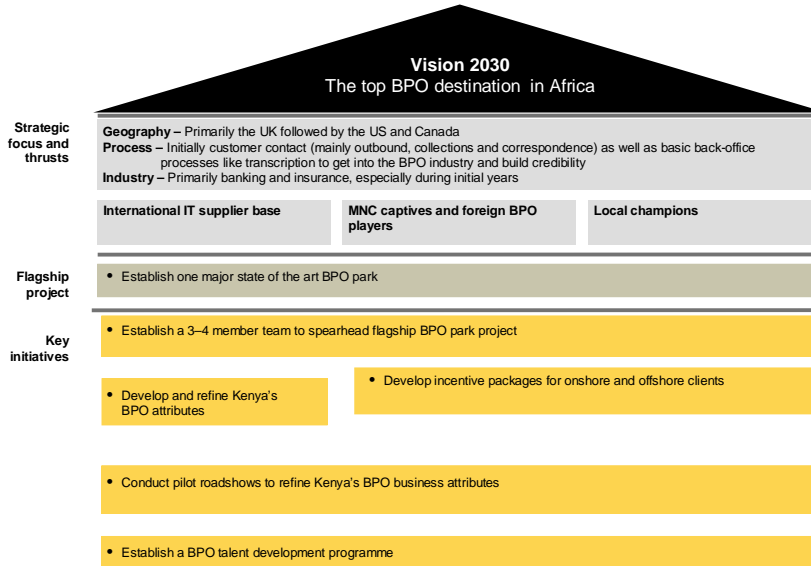 Vision 2030
The top BPO destination in Africa
Strategic
focus and
thrusts
Geography – Primarily the UK followed by the US and Canada
Process – Initially customer contact (mainly outbound, collections and correspondence) as well as basic back-office
processes like transcription to get into the BPO industry and build credibility
Industry – Primarily banking and insurance, especially during initial years
International IT supplier base
MNC captives and foreign BPO
players
Local champions
Flagship
project
• Establish one major state of the art BPO park
Key
initiatives
• Establish a 3–4 member team to spearhead flagship BPO park project
• Develop and refine Kenya's
BPO attributes
• Develop incentive packages for onshore and offshore clients
• Conduct pilot roadshows to refine Kenya's BPO business attributes
• Establish a BPO talent development programme